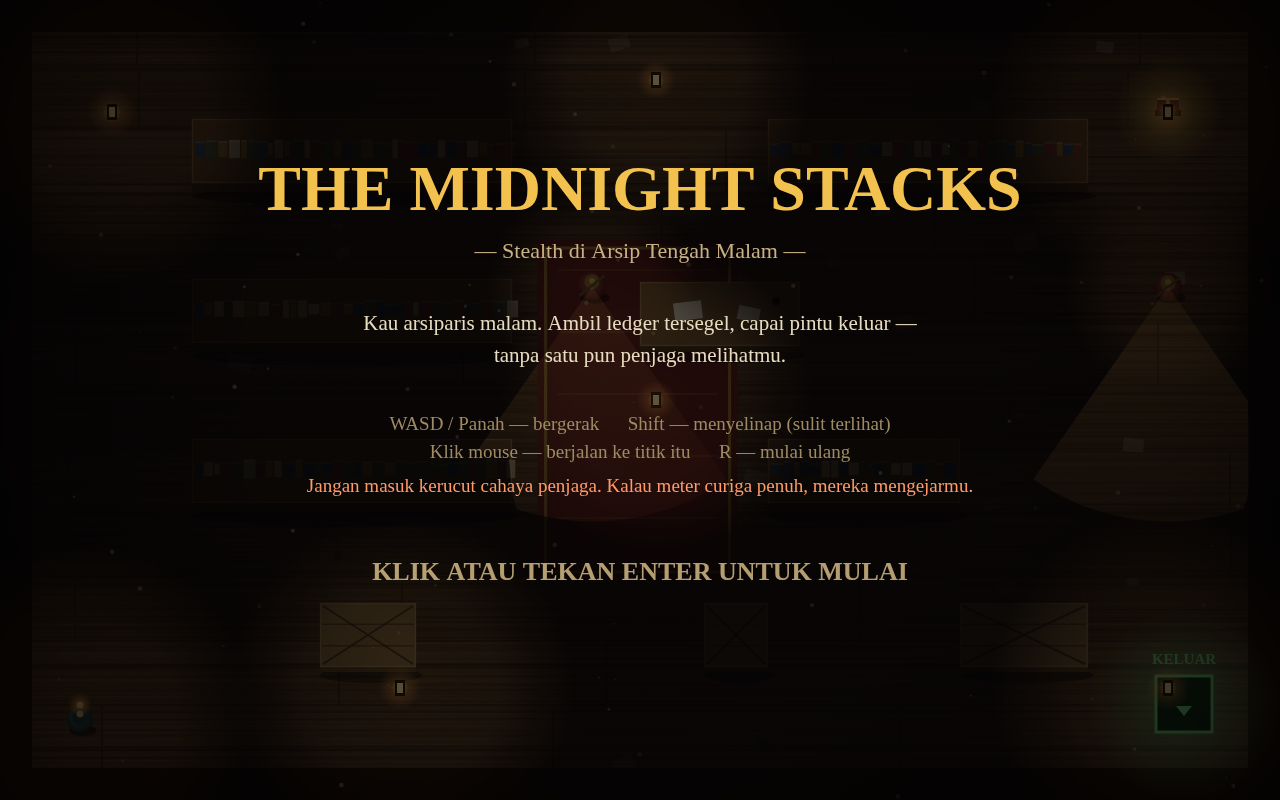 THE MIDNIGHT STACKS
— Stealth di Arsip Tengah Malam —
Kau arsiparis malam. Ambil ledger tersegel, capai pintu keluar —
tanpa satu pun penjaga melihatmu.
WASD / Panah — bergerak Shift — menyelinap (sulit terlihat)
Klik mouse — berjalan ke titik itu R — mulai ulang
Jangan masuk kerucut cahaya penjaga. Kalau meter curiga penuh, mereka mengejarmu.
KLIK ATAU TEKAN ENTER UNTUK MULAI
KELUAR